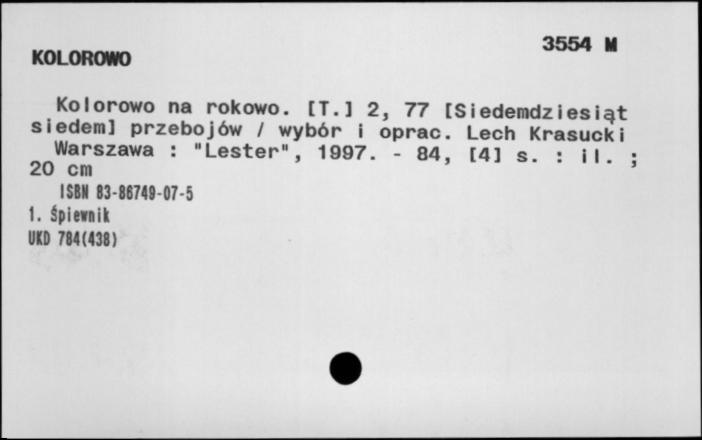 3554 M
KOLOROWO
Kolorowo na rokowo. [T.] 2, 77 [Siedemdziesiąt
siedem] przebojów / wybór i oprac. Lech Krasucki
Warszawa : "Lester", 1997. - 84, [4] s. : il. ;
20 cm
ISBN 83-86749-07-5
1. Śpiewnik
UKD 784(438)